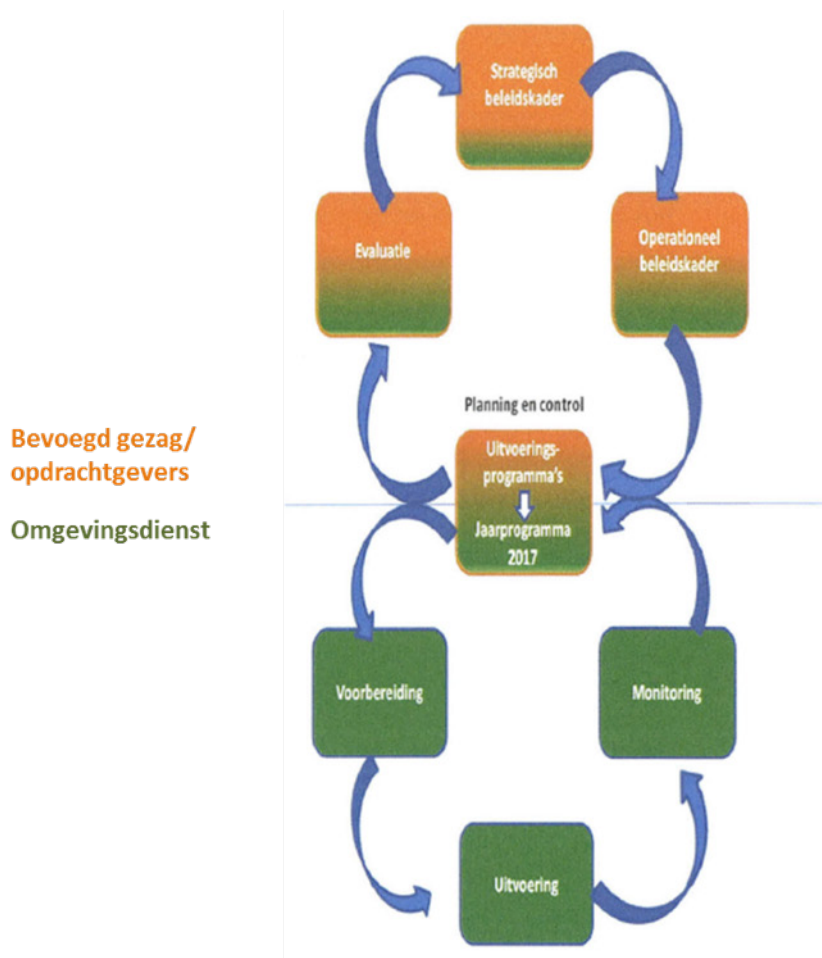 Strategisch
beleidskader
Evaluatie
Operationeel
beleidskader
Planning en control
Bevoegd gezag/
opdrachtgevers
Omgevingsdienst
Uitvoerings-
programma's
Jaarprogramma
2017
Voorbereiding
Monitoring
Uitvoering